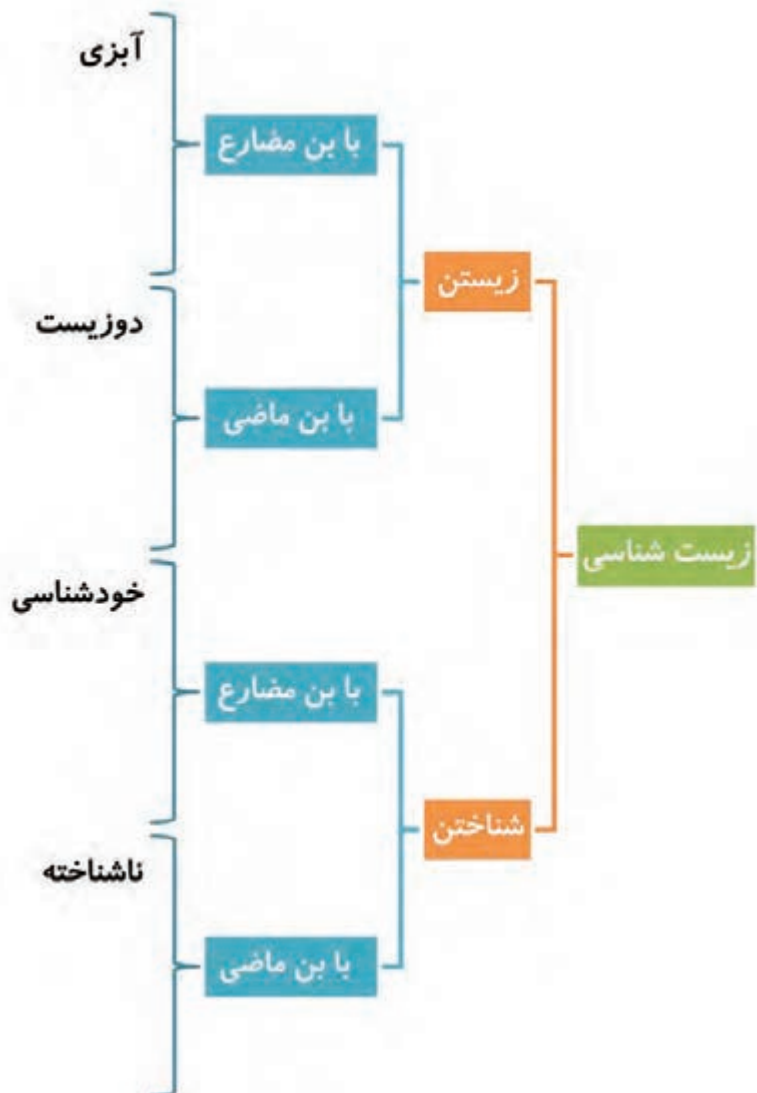 زیست شناسی
زیستن
با بن مضارع
آبزی
با بن ماضی
دوزیست
شناختن
با بن مضارع
خودشناسی
با بن ماضی
ناشناخته